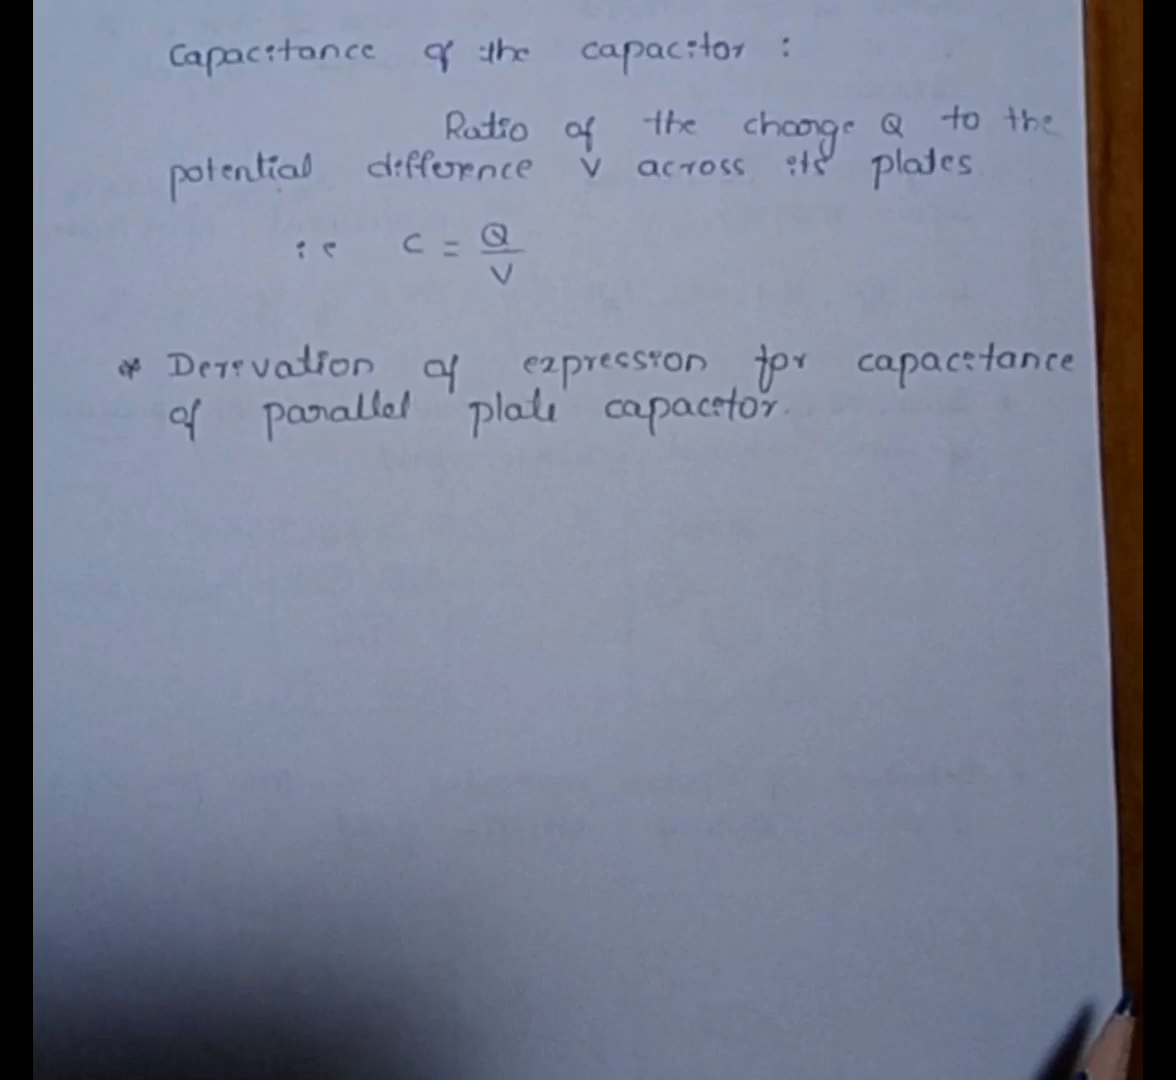 Capacitance of the capacitor :
Ratio of the charge Q to the
potential difference V across its plates
i e C = Q / V
* Derivation of expression for capacitance
of parallel plate capacitor.